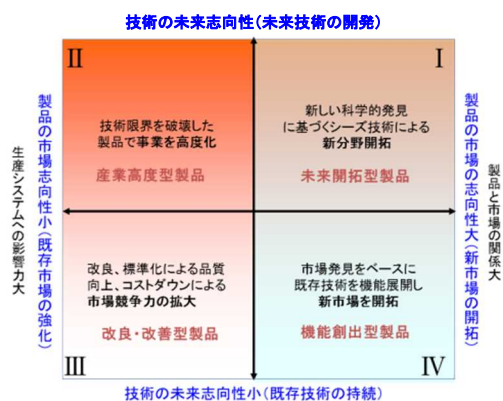 技術の未来志向性(未来技術の開発)
II
I
技術限界を破壊した
製品で事業を高度化
産業高度型製品
新しい科学的発見
に基づくシーズ技術による
新分野開拓
未来開拓型製品
製品の市場志向性小(既存市場の強化)
生産システムへの影響力大
製品の市場の志向性大(新市場の開拓)
製品と市場の関係大
改良、標準化による品質
向上、コストダウンによる
市場競争力の拡大
改良・改善型製品
市場発見をベースに
既存技術を機能展開し
新市場を開拓
機能創出型製品
III
IV
技術の未来志向性小(既存技術の持続)